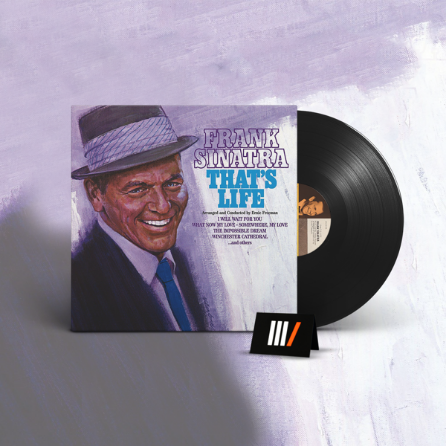 FRANK
SINATRA
THAT'S
LIFE
Arranged and Conducted by Ernie Freeman
I WILL WAIT FOR YOU
WHAT NOW MY LOVE • SOMEWHERE, MY LOVE
THE IMPOSSIBLE DREAM
WINCHESTER CATHEDRAL
...and others